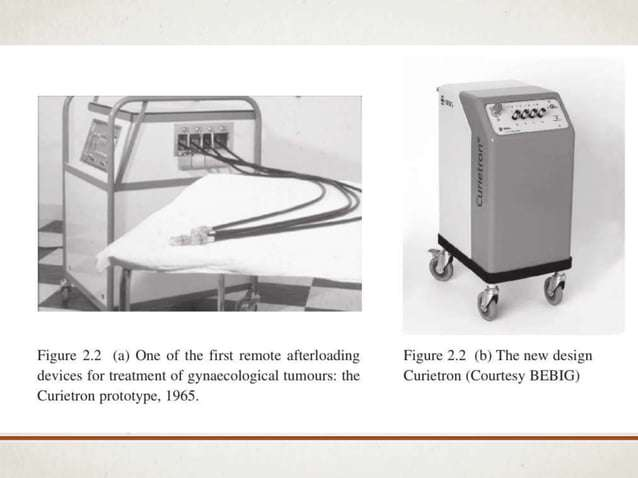 Curietron
Figure 2.2 (a) One of the first remote afterloading
devices for treatment of gynaecological tumours: the
Curietron prototype, 1965.
Figure 2.2 (b) The new design
Curietron (Courtesy BEBIG)